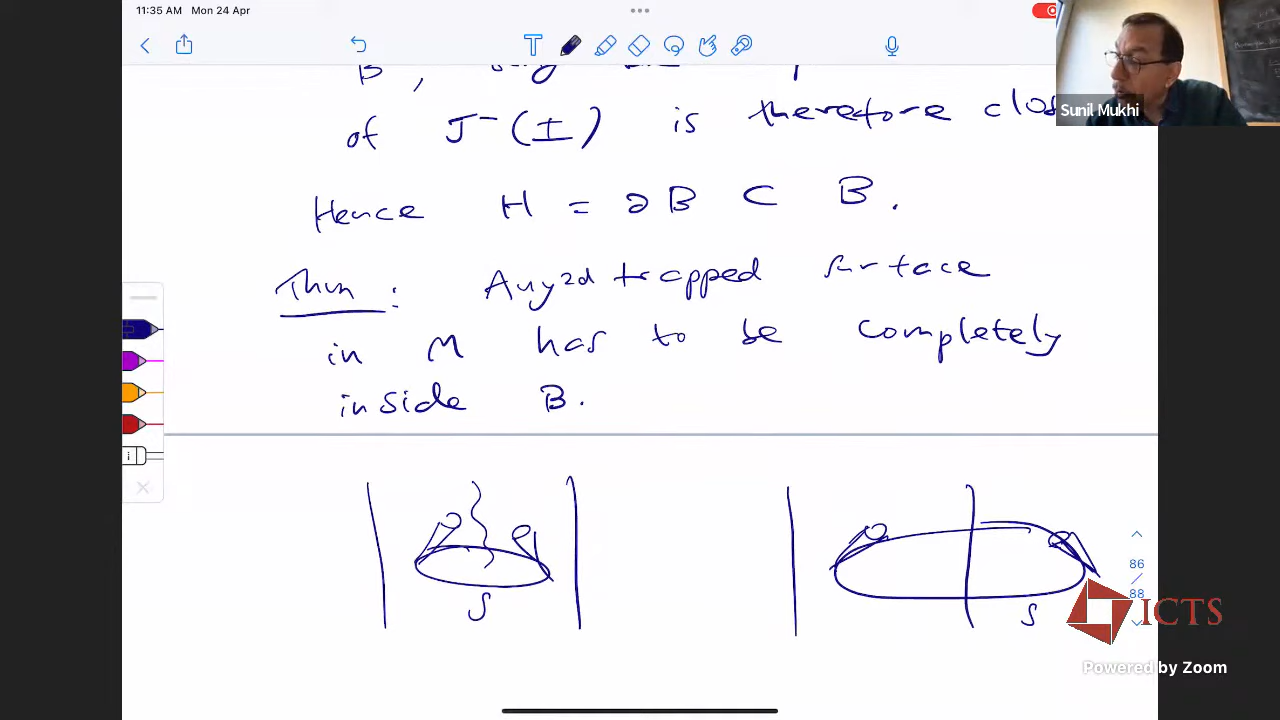 11:35 AM Mon 24 Apr
Sunil Mukhi
B,
of J⁻(I) is therefore
Hence H = ∂B ⊂ B.
Thm: Any 2d trapped surface
in M has to be completely
inside B.
S
S
86
/
88
ICTS
Powered by Zoom